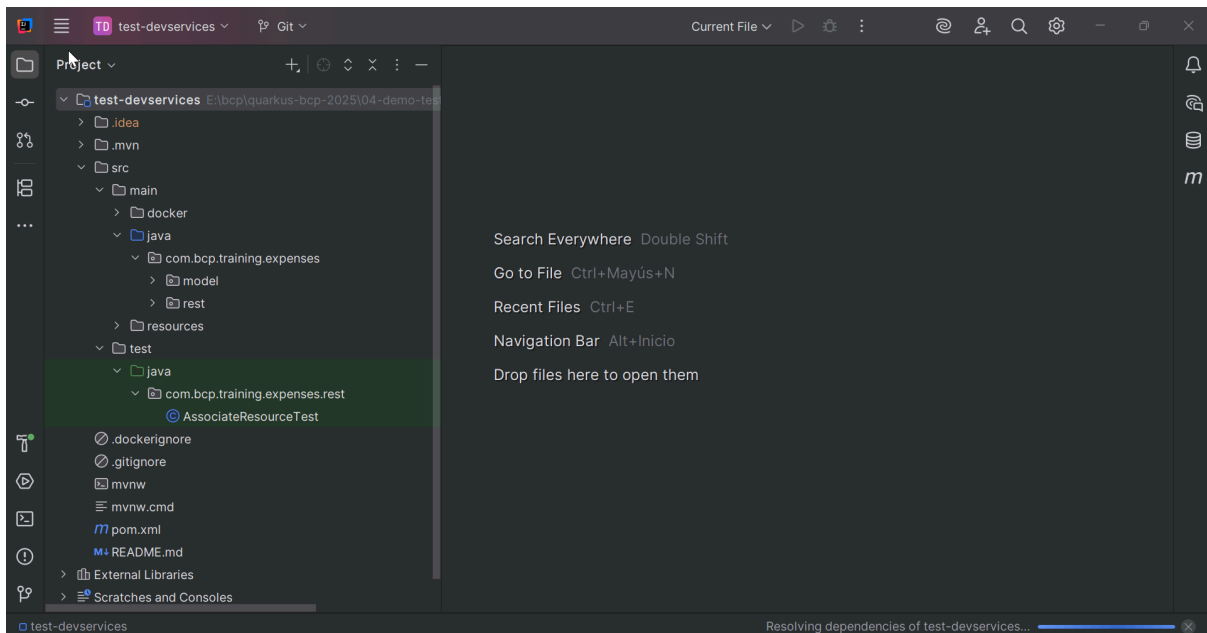 TD test-devservices Git Current File
Project
test-devservices E:\bcp\quarkus-bcp-2025\04-demo-test
.idea
.mvn
src
main
docker
java
com.bcp.training.expenses
model
rest
resources
test
java
com.bcp.training.expenses.rest
AssociateResourceTest
.dockerignore
.gitignore
mvnw
mvnw.cmd
pom.xml
README.md
External Libraries
Scratches and Consoles
Search Everywhere Double Shift
Go to File Ctrl+Mayús+N
Recent Files Ctrl+E
Navigation Bar Alt+Inicio
Drop files here to open them
test-devservices Resolving dependencies of test-devservices...